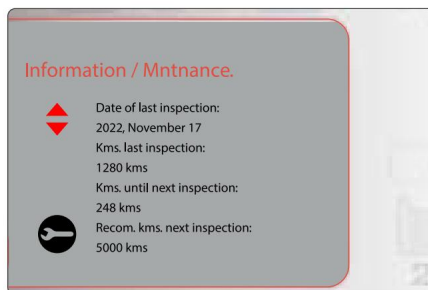 Information / Mntnance.
Date of last inspection:
2022, November 17
Kms. last inspection:
1280 kms
Kms. until next inspection:
248 kms
Recom. kms. next inspection:
5000 kms